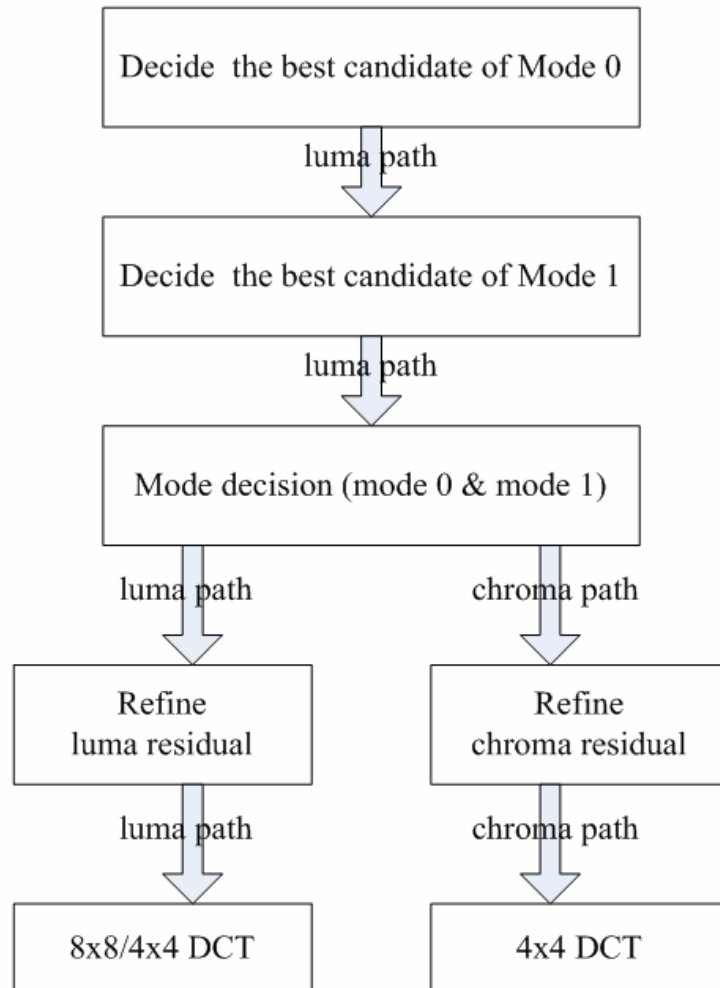 Decide the best candidate of Mode 0
luma path
Decide the best candidate of Mode 1
luma path
Mode decision (mode 0 & mode 1)
luma path
chroma path
Refine
luma residual
Refine
chroma residual
luma path
chroma path
8x8/4x4 DCT
4x4 DCT